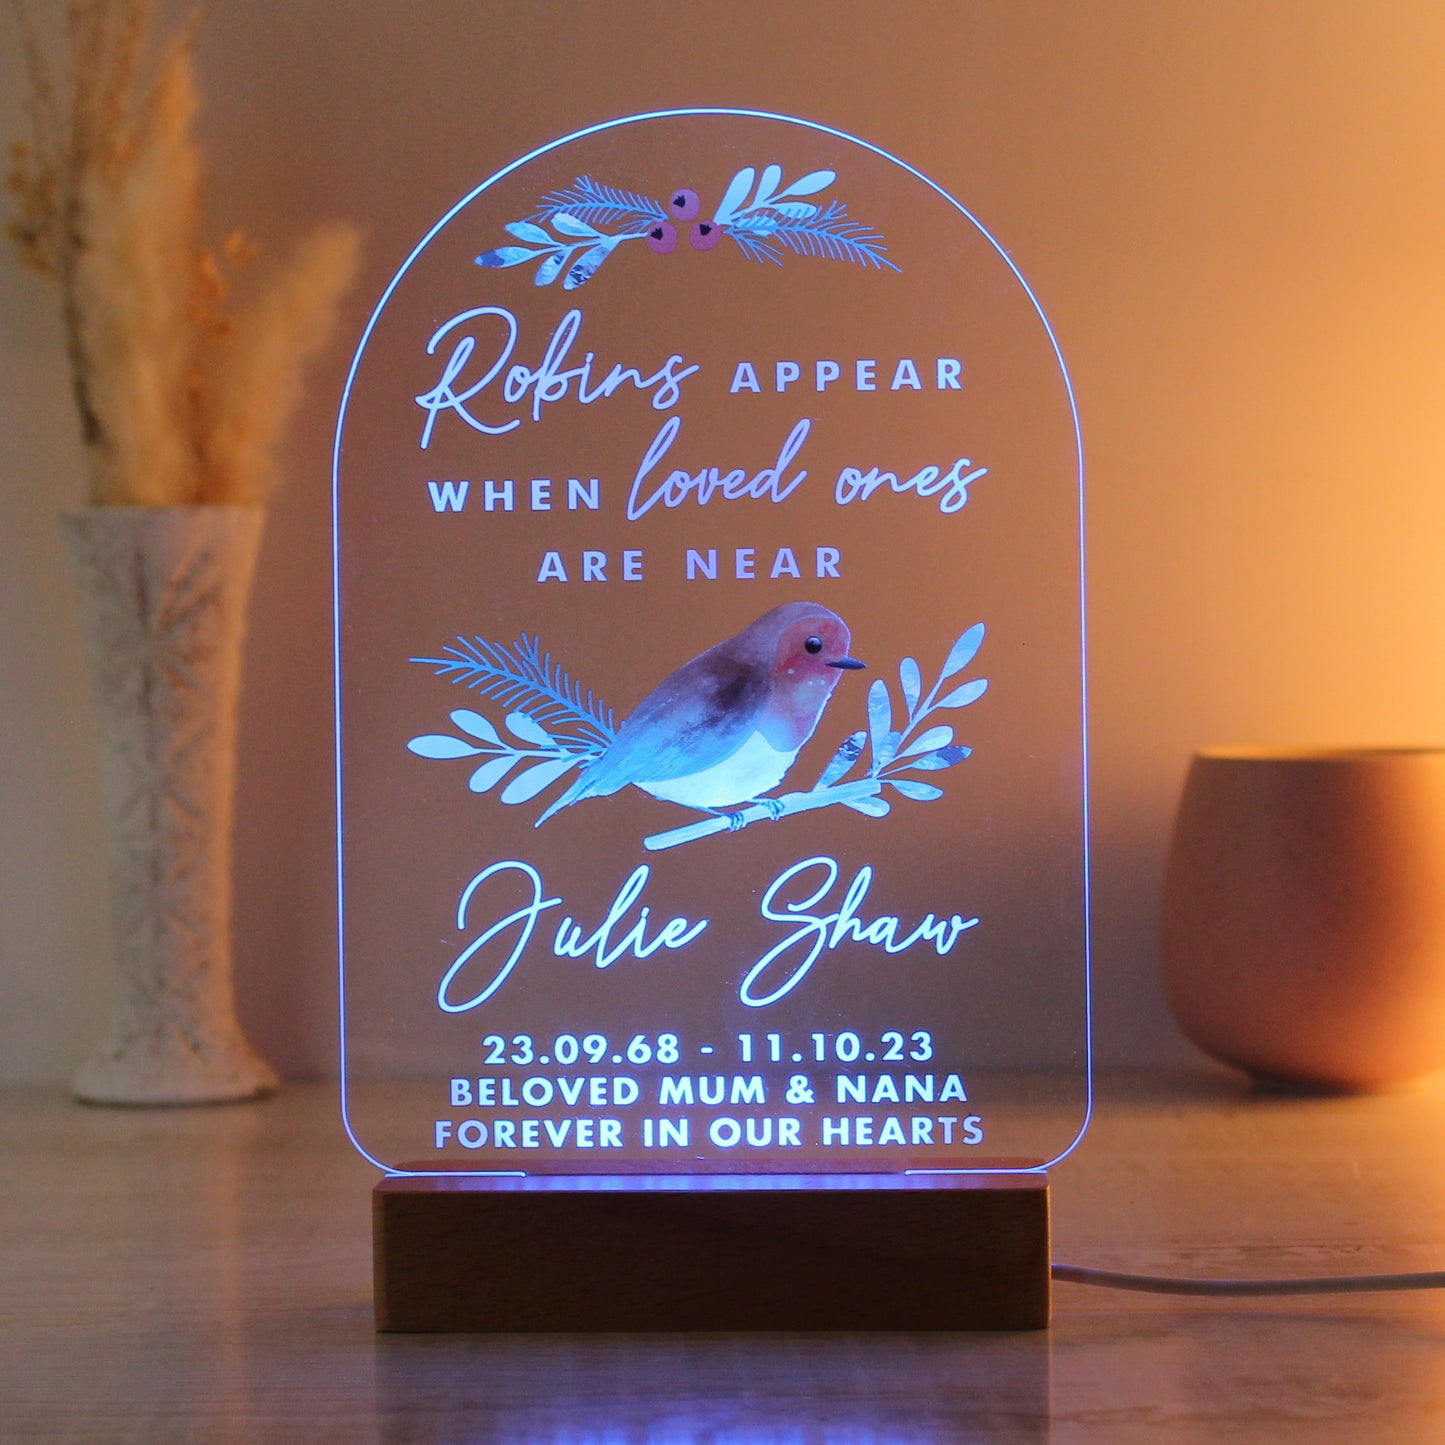 Robins APPEAR
WHEN loved ones
ARE NEAR
Julie Shaw
23.09.68 - 11.10.23
BELOVED MUM & NANA
FOREVER IN OUR HEARTS